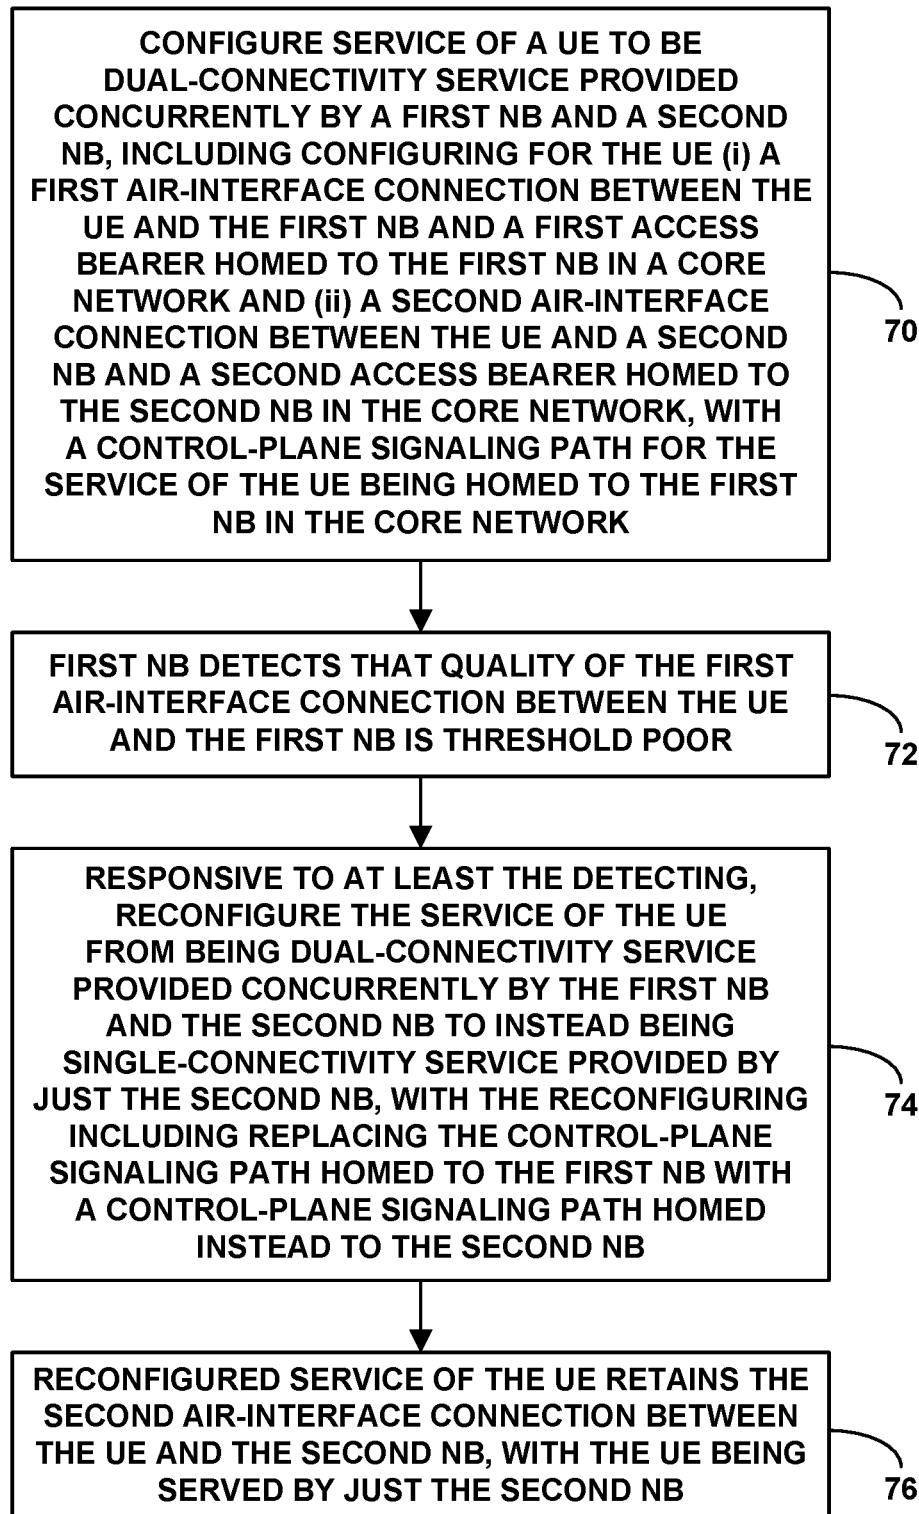 CONFIGURE SERVICE OF A UE TO BE
DUAL-CONNECTIVITY SERVICE PROVIDED
CONCURRENTLY BY A FIRST NB AND A SECOND
NB, INCLUDING CONFIGURING FOR THE UE (i) A
FIRST AIR-INTERFACE CONNECTION BETWEEN THE
UE AND THE FIRST NB AND A FIRST ACCESS
BEARER HOMED TO THE FIRST NB IN A CORE
NETWORK AND (ii) A SECOND AIR-INTERFACE
CONNECTION BETWEEN THE UE AND A SECOND
NB AND A SECOND ACCESS BEARER HOMED TO
THE SECOND NB IN THE CORE NETWORK, WITH
A CONTROL-PLANE SIGNALING PATH FOR THE
SERVICE OF THE UE BEING HOMED TO THE FIRST
NB IN THE CORE NETWORK
70
FIRST NB DETECTS THAT QUALITY OF THE FIRST
AIR-INTERFACE CONNECTION BETWEEN THE UE
AND THE FIRST NB IS THRESHOLD POOR
72
RESPONSIVE TO AT LEAST THE DETECTING,
RECONFIGURE THE SERVICE OF THE UE
FROM BEING DUAL-CONNECTIVITY SERVICE
PROVIDED CONCURRENTLY BY THE FIRST NB
AND THE SECOND NB TO INSTEAD BEING
SINGLE-CONNECTIVITY SERVICE PROVIDED BY
JUST THE SECOND NB, WITH THE RECONFIGURING
INCLUDING REPLACING THE CONTROL-PLANE
SIGNALING PATH HOMED TO THE FIRST NB WITH
A CONTROL-PLANE SIGNALING PATH HOMED
INSTEAD TO THE SECOND NB
74
RECONFIGURED SERVICE OF THE UE RETAINS THE
SECOND AIR-INTERFACE CONNECTION BETWEEN
THE UE AND THE SECOND NB, WITH THE UE BEING
SERVED BY JUST THE SECOND NB
76